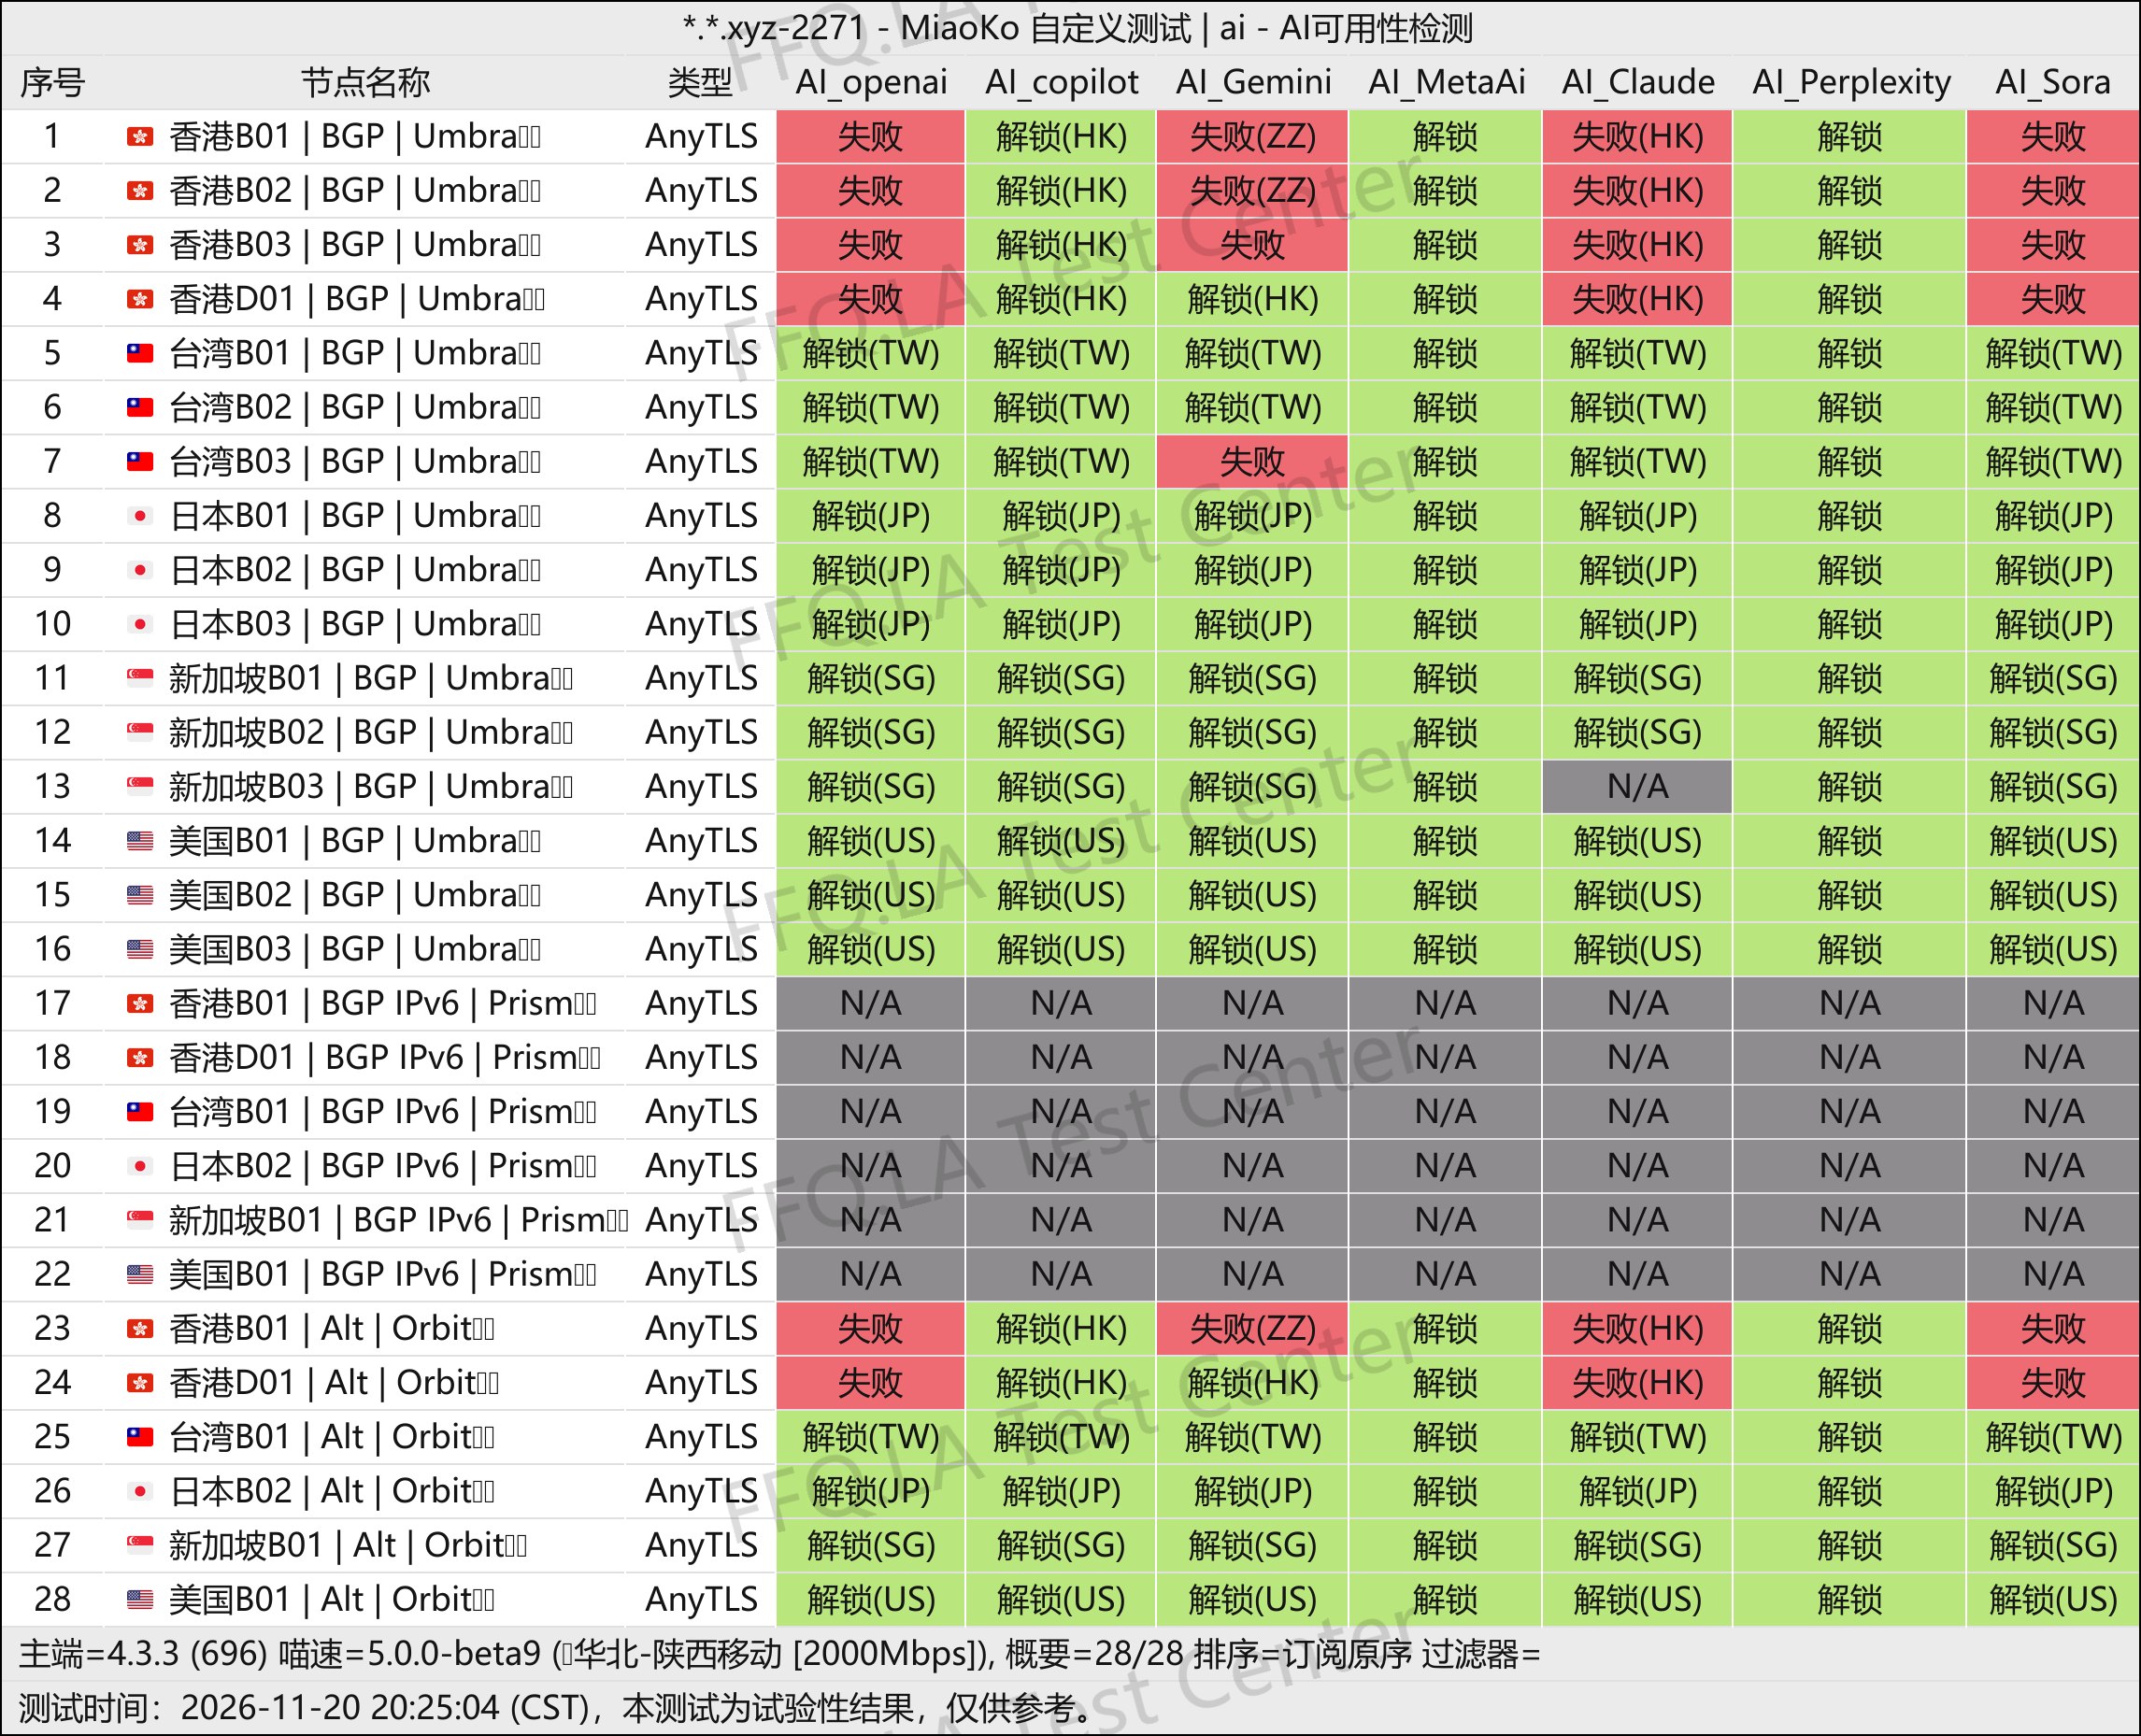 *.*.xyz-2271 - MiaoKo 自定义测试 | ai - AI可用性检测
序号 节点名称 类型 AI_openai AI_copilot AI_Gemini AI_MetaAi AI_Claude AI_Perplexity AI_Sora
1 香港B01 | BGP | Umbra AnyTLS 失败 解锁(HK) 失败(ZZ) 解锁 失败(HK) 解锁 失败
2 香港B02 | BGP | Umbra AnyTLS 失败 解锁(HK) 失败(ZZ) 解锁 失败(HK) 解锁 失败
3 香港B03 | BGP | Umbra AnyTLS 失败 解锁(HK) 失败 解锁 失败(HK) 解锁 失败
4 香港D01 | BGP | Umbra AnyTLS 失败 解锁(HK) 解锁(HK) 解锁 失败(HK) 解锁 失败
5 台湾B01 | BGP | Umbra AnyTLS 解锁(TW) 解锁(TW) 解锁(TW) 解锁 解锁(TW) 解锁 解锁(TW)
6 台湾B02 | BGP | Umbra AnyTLS 解锁(TW) 解锁(TW) 解锁(TW) 解锁 解锁(TW) 解锁 解锁(TW)
7 台湾B03 | BGP | Umbra AnyTLS 解锁(TW) 解锁(TW) 失败 解锁 解锁(TW) 解锁 解锁(TW)
8 日本B01 | BGP | Umbra AnyTLS 解锁(JP) 解锁(JP) 解锁(JP) 解锁 解锁(JP) 解锁 解锁(JP)
9 日本B02 | BGP | Umbra AnyTLS 解锁(JP) 解锁(JP) 解锁(JP) 解锁 解锁(JP) 解锁 解锁(JP)
10 日本B03 | BGP | Umbra AnyTLS 解锁(JP) 解锁(JP) 解锁(JP) 解锁 解锁(JP) 解锁 解锁(JP)
11 新加坡B01 | BGP | Umbra AnyTLS 解锁(SG) 解锁(SG) 解锁(SG) 解锁 解锁(SG) 解锁 解锁(SG)
12 新加坡B02 | BGP | Umbra AnyTLS 解锁(SG) 解锁(SG) 解锁(SG) 解锁 解锁(SG) 解锁 解锁(SG)
13 新加坡B03 | BGP | Umbra AnyTLS 解锁(SG) 解锁(SG) 解锁(SG) 解锁 N/A 解锁 解锁(SG)
14 美国B01 | BGP | Umbra AnyTLS 解锁(US) 解锁(US) 解锁(US) 解锁 解锁(US) 解锁 解锁(US)
15 美国B02 | BGP | Umbra AnyTLS 解锁(US) 解锁(US) 解锁(US) 解锁 解锁(US) 解锁 解锁(US)
16 美国B03 | BGP | Umbra AnyTLS 解锁(US) 解锁(US) 解锁(US) 解锁 解锁(US) 解锁 解锁(US)
17 香港B01 | BGP IPv6 | Prism AnyTLS N/A N/A N/A N/A N/A N/A N/A
18 香港D01 | BGP IPv6 | Prism AnyTLS N/A N/A N/A N/A N/A N/A N/A
19 台湾B01 | BGP IPv6 | Prism AnyTLS N/A N/A N/A N/A N/A N/A N/A
20 日本B02 | BGP IPv6 | Prism AnyTLS N/A N/A N/A N/A N/A N/A N/A
21 新加坡B01 | BGP IPv6 | Prism AnyTLS N/A N/A N/A N/A N/A N/A N/A
22 美国B01 | BGP IPv6 | Prism AnyTLS N/A N/A N/A N/A N/A N/A N/A
23 香港B01 | Alt | Orbit AnyTLS 失败 解锁(HK) 失败(ZZ) 解锁 失败(HK) 解锁 失败
24 香港D01 | Alt | Orbit AnyTLS 失败 解锁(HK) 解锁(HK) 解锁 失败(HK) 解锁 失败
25 台湾B01 | Alt | Orbit AnyTLS 解锁(TW) 解锁(TW) 解锁(TW) 解锁 解锁(TW) 解锁 解锁(TW)
26 日本B02 | Alt | Orbit AnyTLS 解锁(JP) 解锁(JP) 解锁(JP) 解锁 解锁(JP) 解锁 解锁(JP)
27 新加坡B01 | Alt | Orbit AnyTLS 解锁(SG) 解锁(SG) 解锁(SG) 解锁 解锁(SG) 解锁 解锁(SG)
28 美国B01 | Alt | Orbit AnyTLS 解锁(US) 解锁(US) 解锁(US) 解锁 解锁(US) 解锁 解锁(US)
主端=4.3.3 (696) 喵速=5.0.0-beta9 (华北-陕西移动 [2000Mbps]), 概要=28/28 排序=订阅原序 过滤器=
测试时间：2026-11-20 20:25:04 (CST)，本测试为试验性结果，仅供参考。
FFQ.LA Test Center
FFQ.LA Test Center
FFQ.LA Test Center
FFQ.LA Test Center
FFQ.LA Test Center
FFQ.LA Test Center